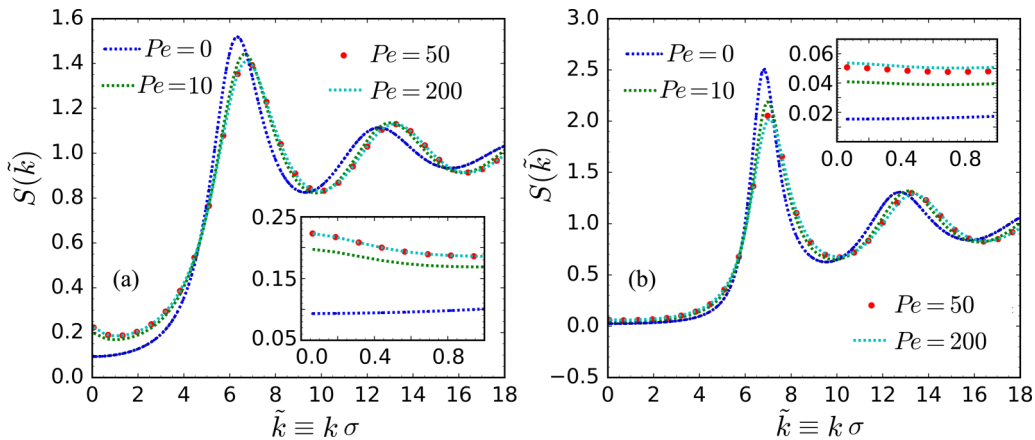 1.6
1.4
1.2
1.0
0.8
0.6
0.4
0.2
0.0
S(k̃)
Pe = 0
Pe = 10
Pe = 50
Pe = 200
(a)
0.25
0.15
0.05
0.0 0.4 0.8
0 2 4 6 8 10 12 14 16 18
k̃ ≡ k σ
3.0
2.5
2.0
1.5
1.0
0.5
0.0
−0.5
S(k̃)
Pe = 0
Pe = 10
0.06
0.04
0.02
0.0 0.4 0.8
(b)
Pe = 50
Pe = 200
0 2 4 6 8 10 12 14 16 18
k̃ ≡ k σ